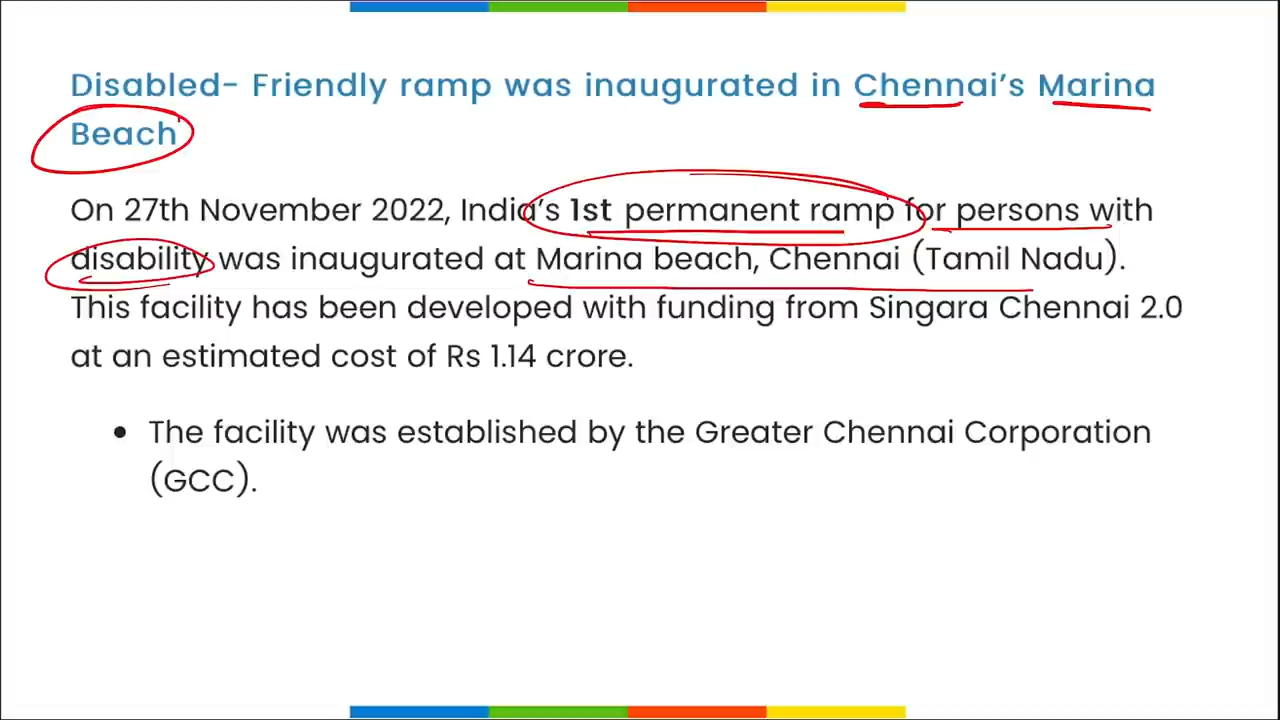 Disabled- Friendly ramp was inaugurated in Chennai's Marina
Beach
On 27th November 2022, India's 1st permanent ramp for persons with
disability was inaugurated at Marina beach, Chennai (Tamil Nadu).
This facility has been developed with funding from Singara Chennai 2.0
at an estimated cost of Rs 1.14 crore.
• The facility was established by the Greater Chennai Corporation
(GCC).